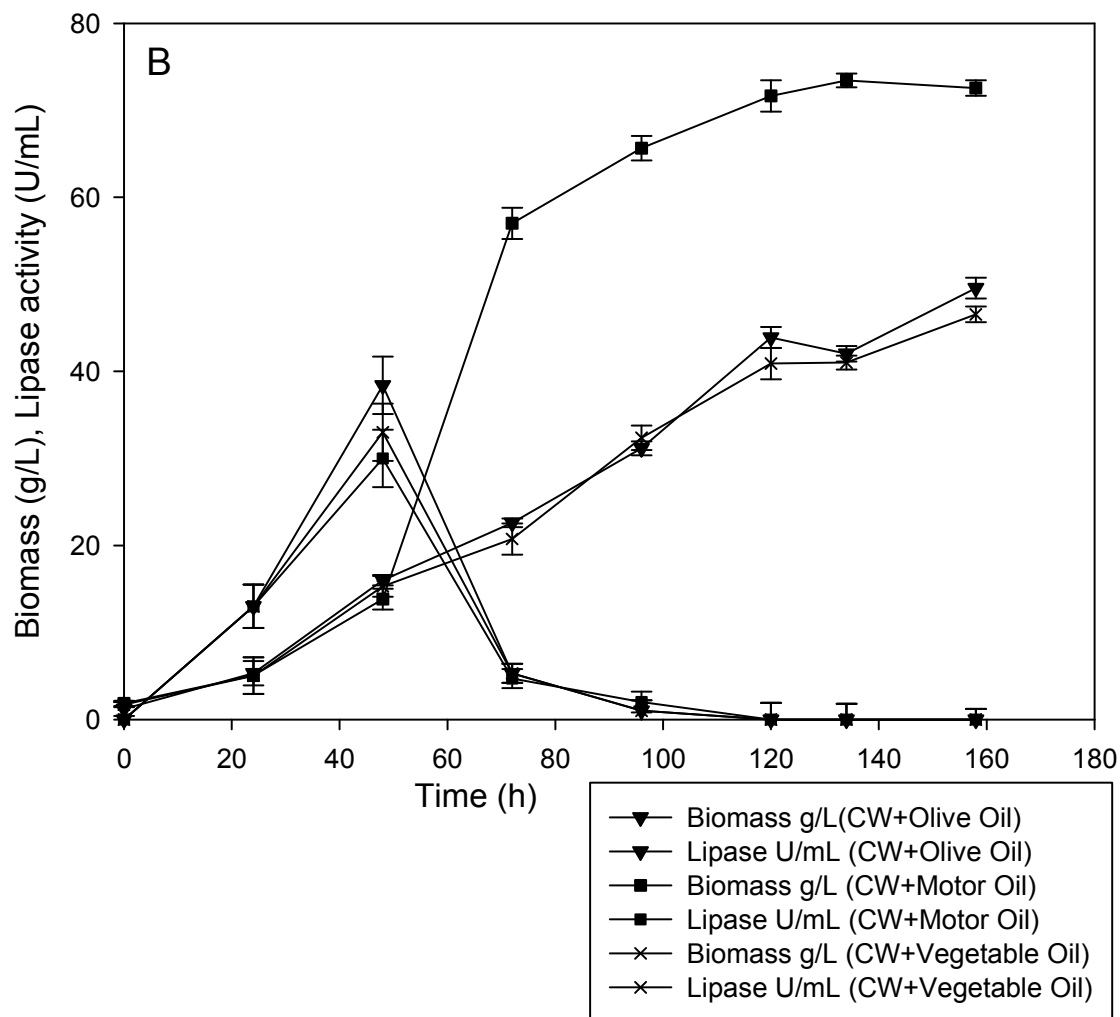 B
Biomass (g/L), Lipase activity (U/mL)
80
60
40
20
0
0 20 40 60 80 100 120 140 160 180
Time (h)
Biomass g/L(CW+Olive Oil)
Lipase U/mL (CW+Olive Oil)
Biomass g/L (CW+Motor Oil)
Lipase U/mL (CW+Motor Oil)
Biomass g/L (CW+Vegetable Oil)
Lipase U/mL (CW+Vegetable Oil)